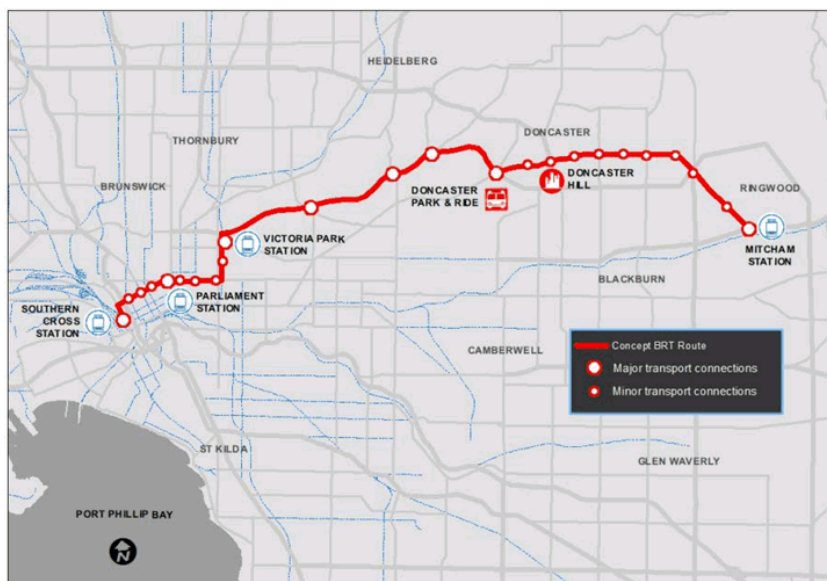 HEIDELBERG
THORNBURY
DONCASTER
BRUNSWICK
DONCASTER
PARK & RIDE
DONCASTER
HILL
RINGWOOD
VICTORIA PARK
STATION
MITCHAM
STATION
BLACKBURN
PARLIAMENT
STATION
SOUTHERN
CROSS
STATION
CAMBERWELL
Concept BRT Route
Major transport connections
Minor transport connections
ST KILDA
GLEN WAVERLY
PORT PHILLIP BAY
N